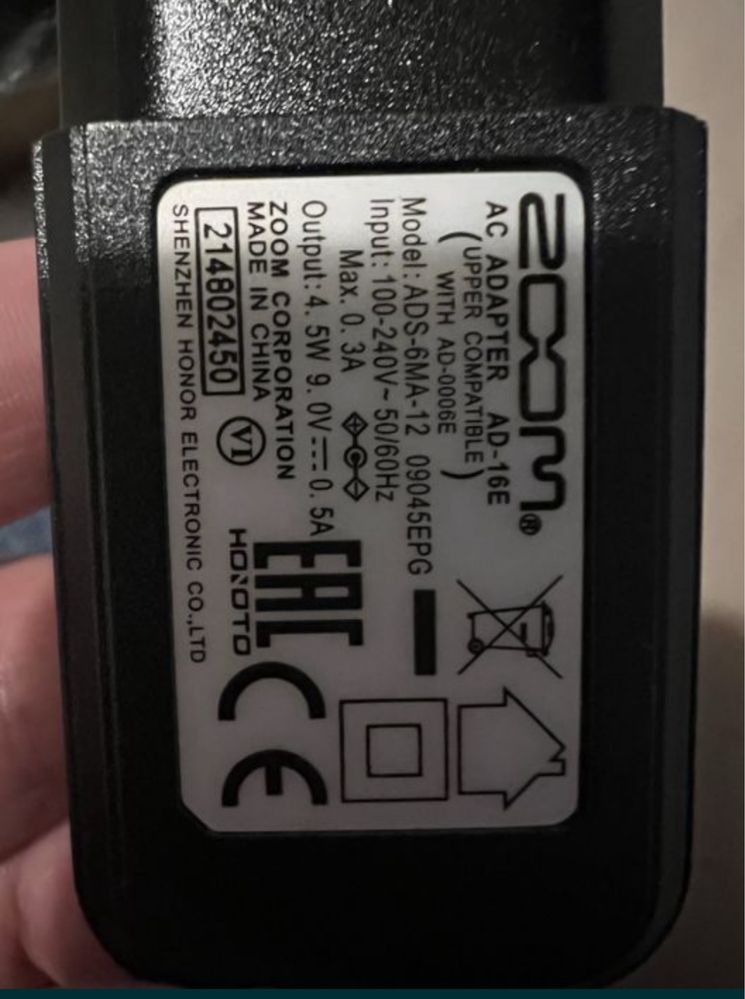 ZOOM®
AC ADAPTER AD-16E
(UPPER COMPATIBLE
WITH AD-0006E)
Model: ADS-6MA-12 09045EPG
Input: 100-240V~50/60Hz
Max. 0.3A
Output: 4.5W 9.0V⎓0.5A
ZOOM CORPORATION
MADE IN CHINA
214802450
VI
SHENZHEN HONOR ELECTRONIC CO.,LTD
EAC
HONOTO
CE